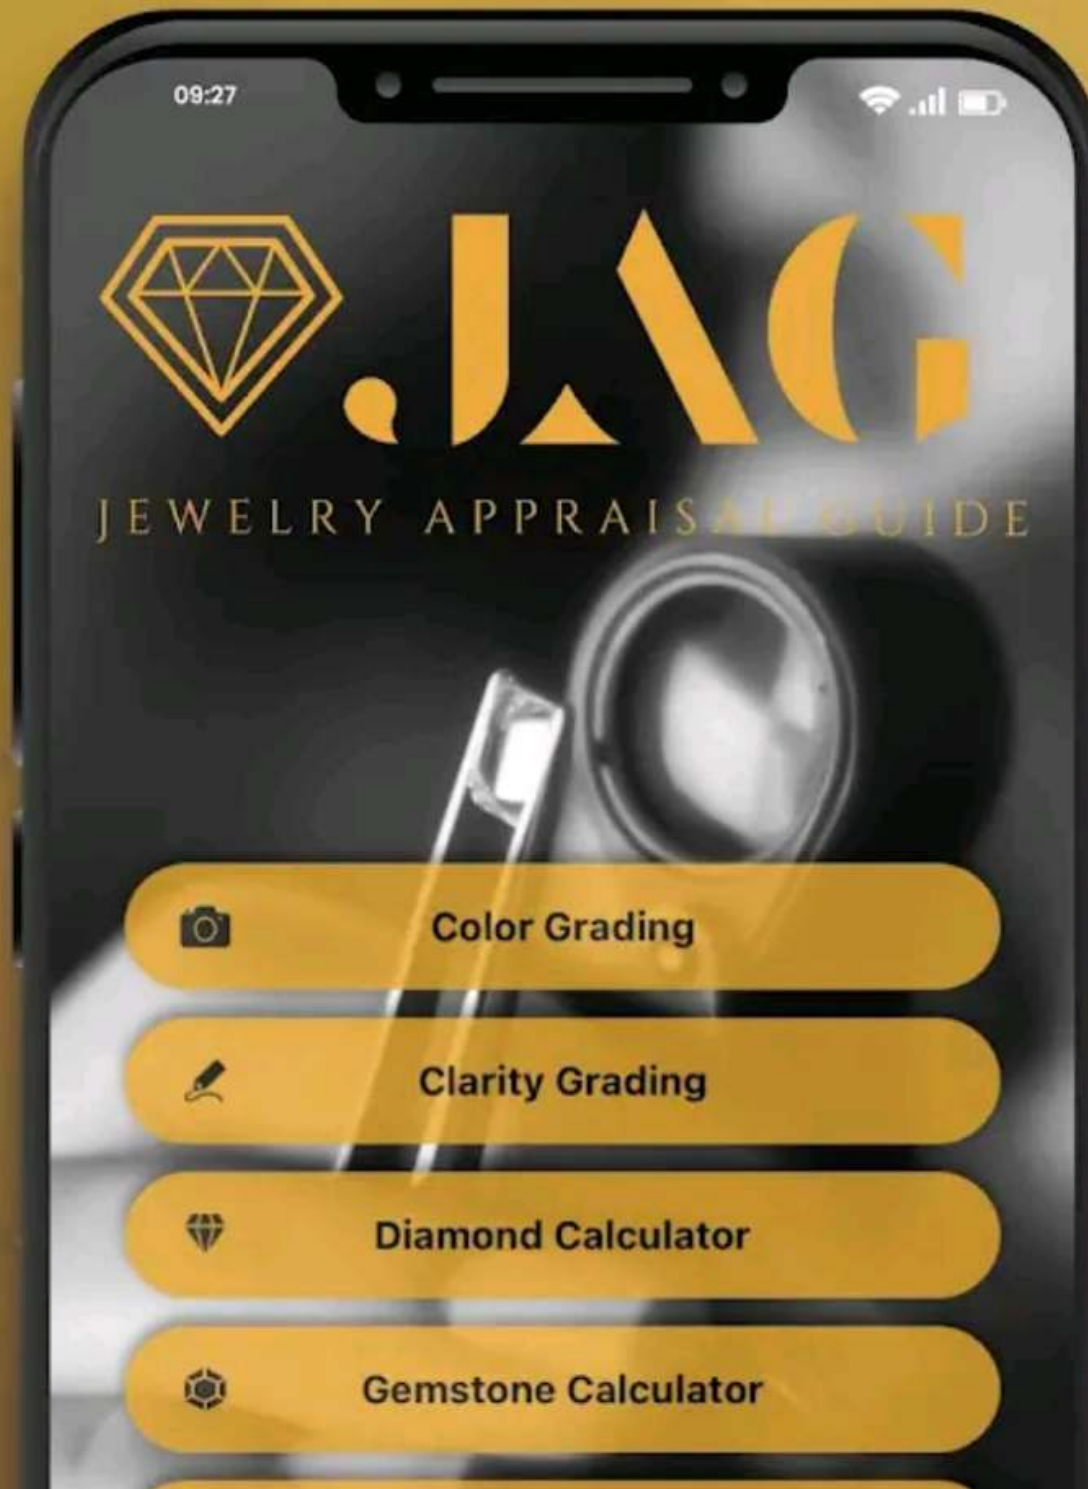 09:27
JAG
JEWELRY APPRAISAL GUIDE
Color Grading
Clarity Grading
Diamond Calculator
Gemstone Calculator